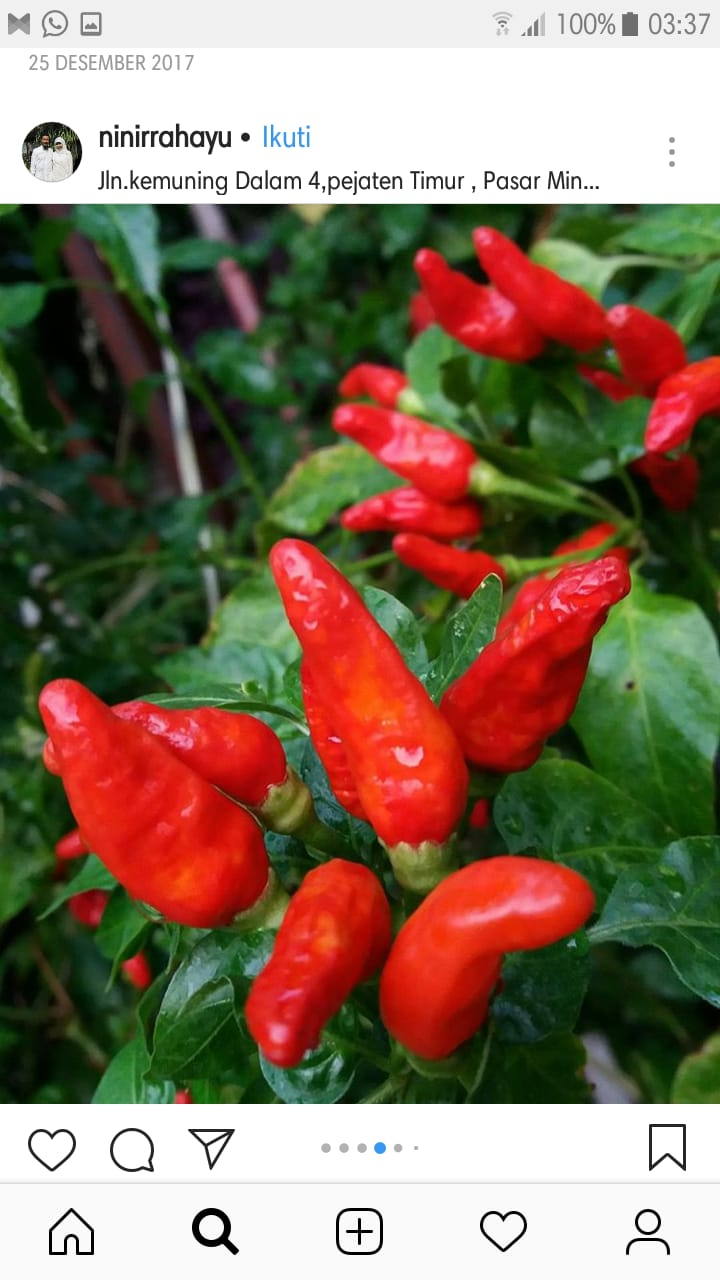 100% 03:37
25 DESEMBER 2017
ninirrahayu • Ikuti
Jln.kemuning Dalam 4,pejaten Timur , Pasar Min...